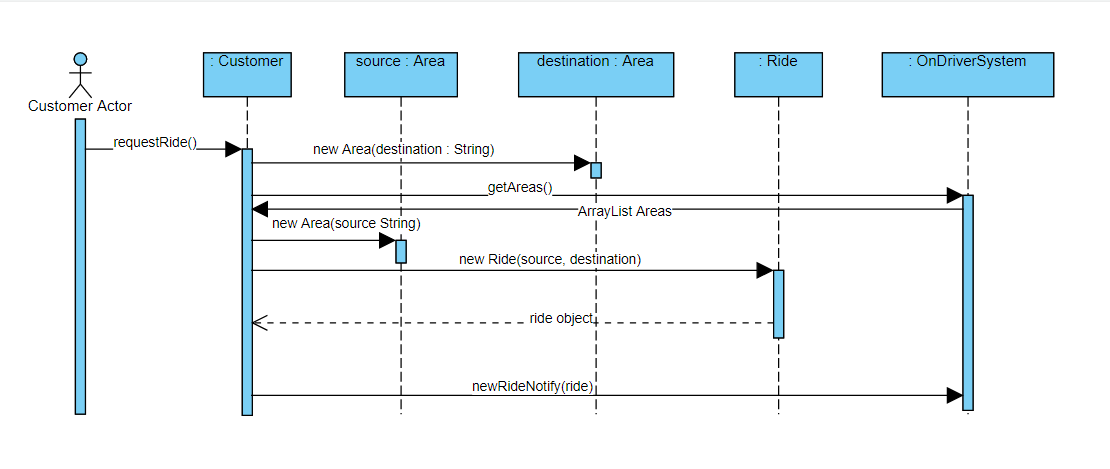 : Customer
source : Area
destination : Area
: Ride
: OnDriverSystem
Customer Actor
requestRide()
new Area(destination : String)
getAreas()
ArrayList Areas
new Area(source String)
new Ride(source, destination)
ride object
newRideNotify(ride)